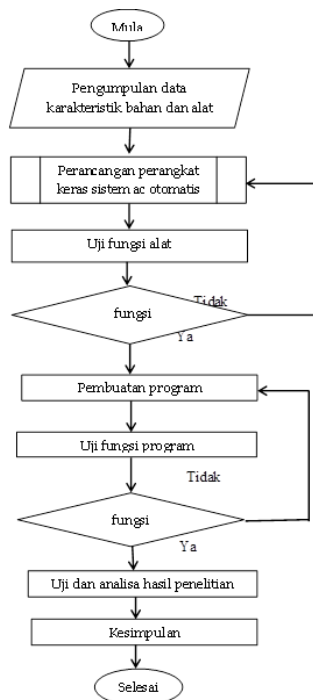 Mula
Pengumpulan data
karakteristik bahan dan alat
Perancangan perangkat
keras sistem ac otomatis
Uji fungsi alat
fungsi
Tidak
Ya
Pembuatan program
Uji fungsi program
Tidak
fungsi
Ya
Uji dan analisa hasil penelitian
Kesimpulan
Selesai